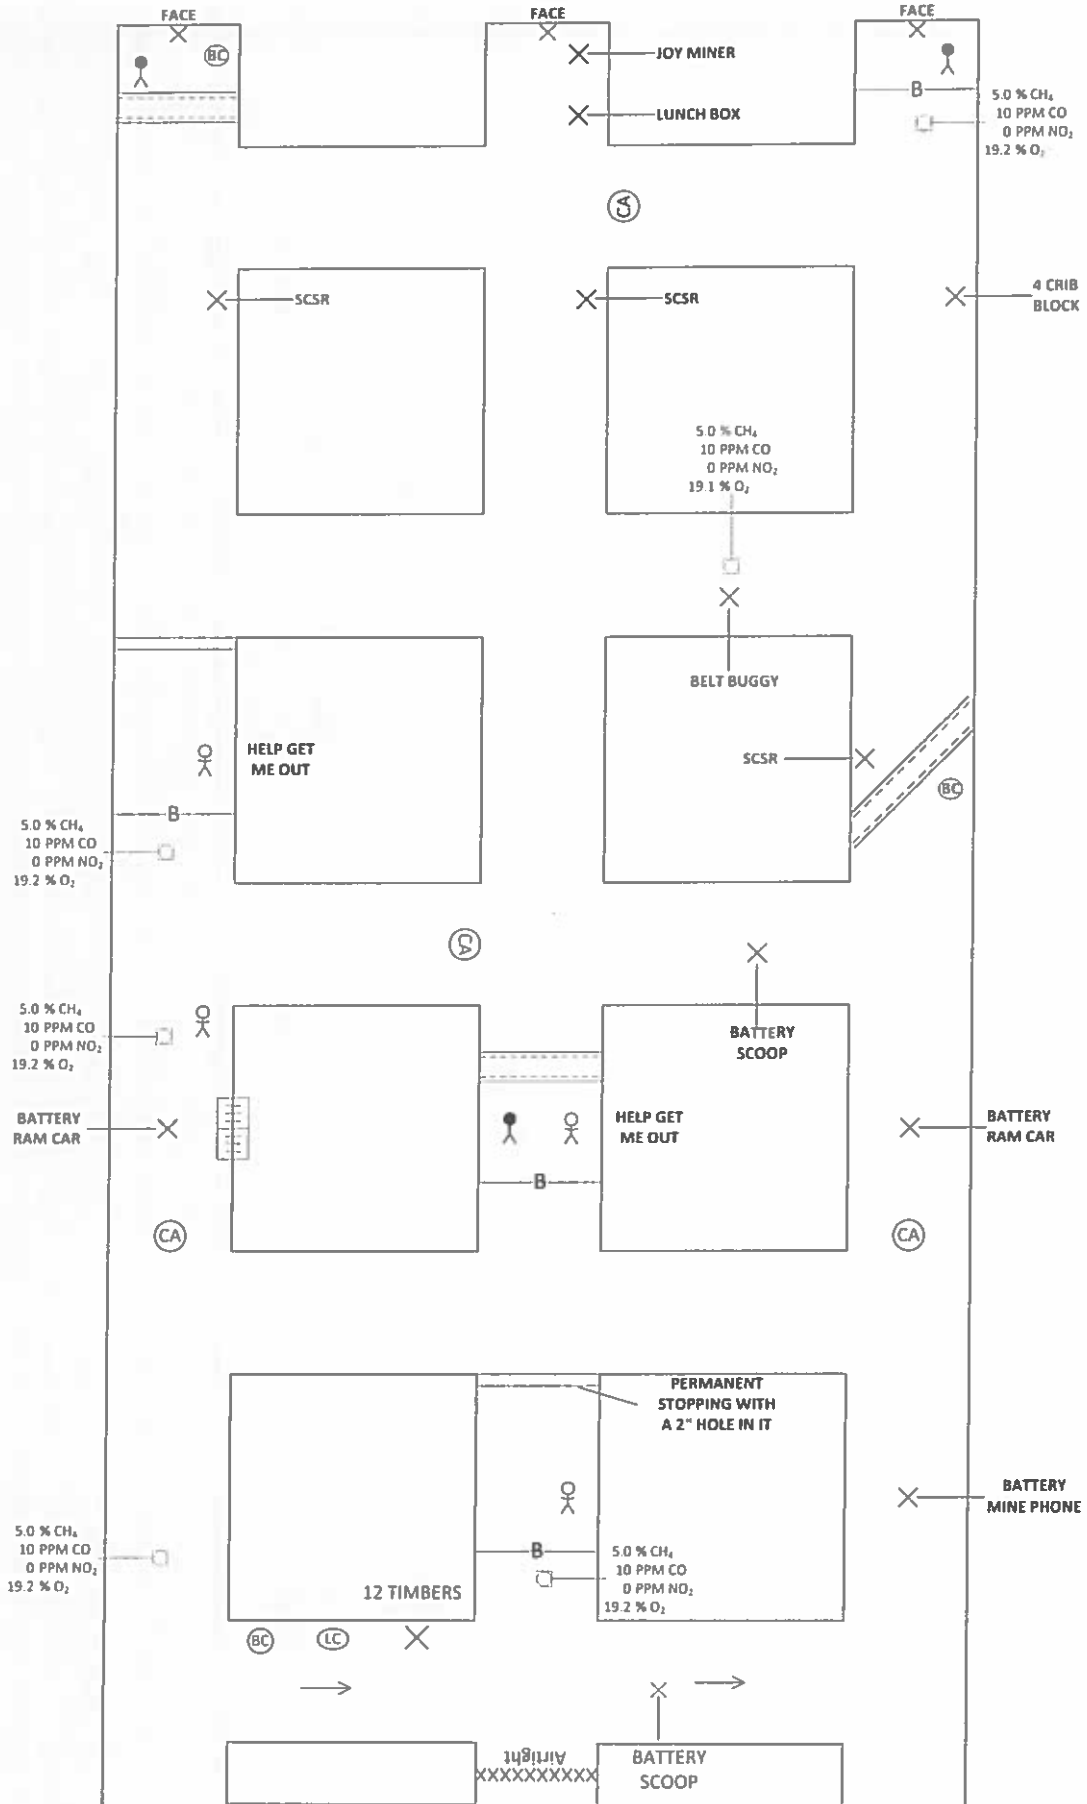 FACE
FACE
FACE
BC
JOY MINER
LUNCH BOX
B
5.0 % CH₄
10 PPM CO
0 PPM NO₂
19.2 % O₂
CA
SCSR
SCSR
4 CRIB
BLOCK
5.0 % CH₄
10 PPM CO
0 PPM NO₂
19.1 % O₂
BELT BUGGY
HELP GET
ME OUT
SCSR
BC
B
5.0 % CH₄
10 PPM CO
0 PPM NO₂
19.2 % O₂
CA
5.0 % CH₄
10 PPM CO
0 PPM NO₂
19.2 % O₂
BATTERY
SCOOP
BATTERY
RAM CAR
HELP GET
ME OUT
BATTERY
RAM CAR
B
CA
CA
PERMANENT
STOPPING WITH
A 2" HOLE IN IT
BATTERY
MINE PHONE
5.0 % CH₄
10 PPM CO
0 PPM NO₂
19.2 % O₂
B
5.0 % CH₄
10 PPM CO
0 PPM NO₂
19.2 % O₂
12 TIMBERS
BC
LC
Airtight
XXXXXXXXXX
BATTERY
SCOOP